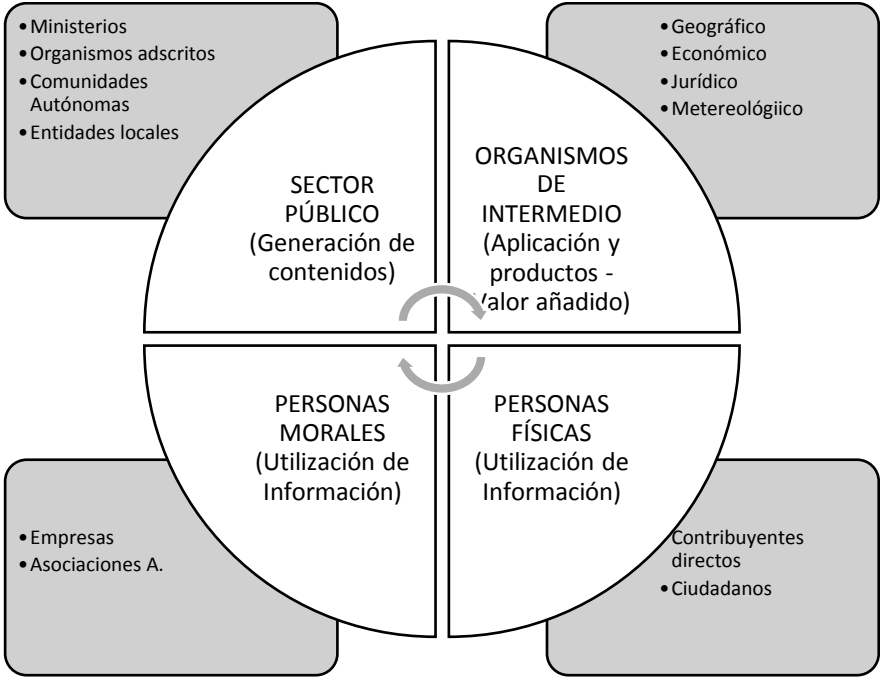 •Ministerios
•Organismos adscritos
•Comunidades
Autónomas
•Entidades locales
•Geográfico
•Económico
•Jurídico
•Metereológiico
SECTOR
PÚBLICO
(Generación de
contenidos)
ORGANISMOS
DE
INTERMEDIO
(Aplicación y
productos -
Valor añadido)
PERSONAS
MORALES
(Utilización de
Información)
PERSONAS
FÍSICAS
(Utilización de
Información)
•Empresas
•Asociaciones A.
Contribuyentes
directos
•Ciudadanos